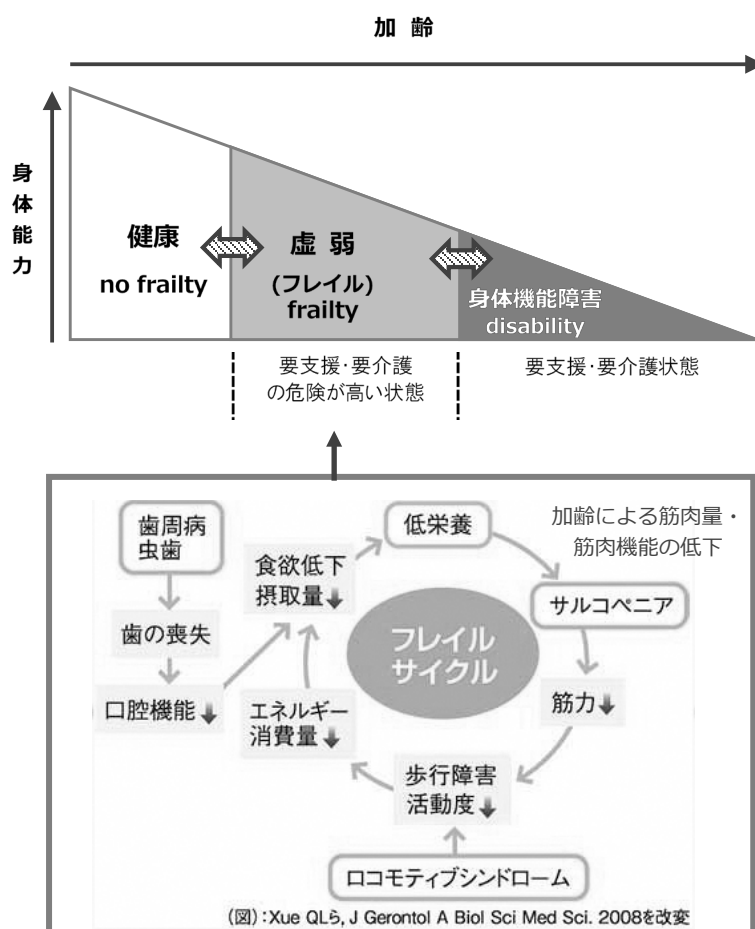 加 齢
身体能力
健康
no frailty
虚 弱
(フレイル)
frailty
身体機能障害
disability
要支援・要介護
の危険が高い状態
要支援・要介護状態
歯周病
虫歯
歯の喪失
口腔機能
食欲低下
摂取量
低栄養
加齢による筋肉量・
筋肉機能の低下
サルコペニア
フレイル
サイクル
筋力
エネルギー
消費量
歩行障害
活動度
ロコモティブシンドローム
(図):Xue QLら, J Gerontol A Biol Sci Med Sci. 2008を改変